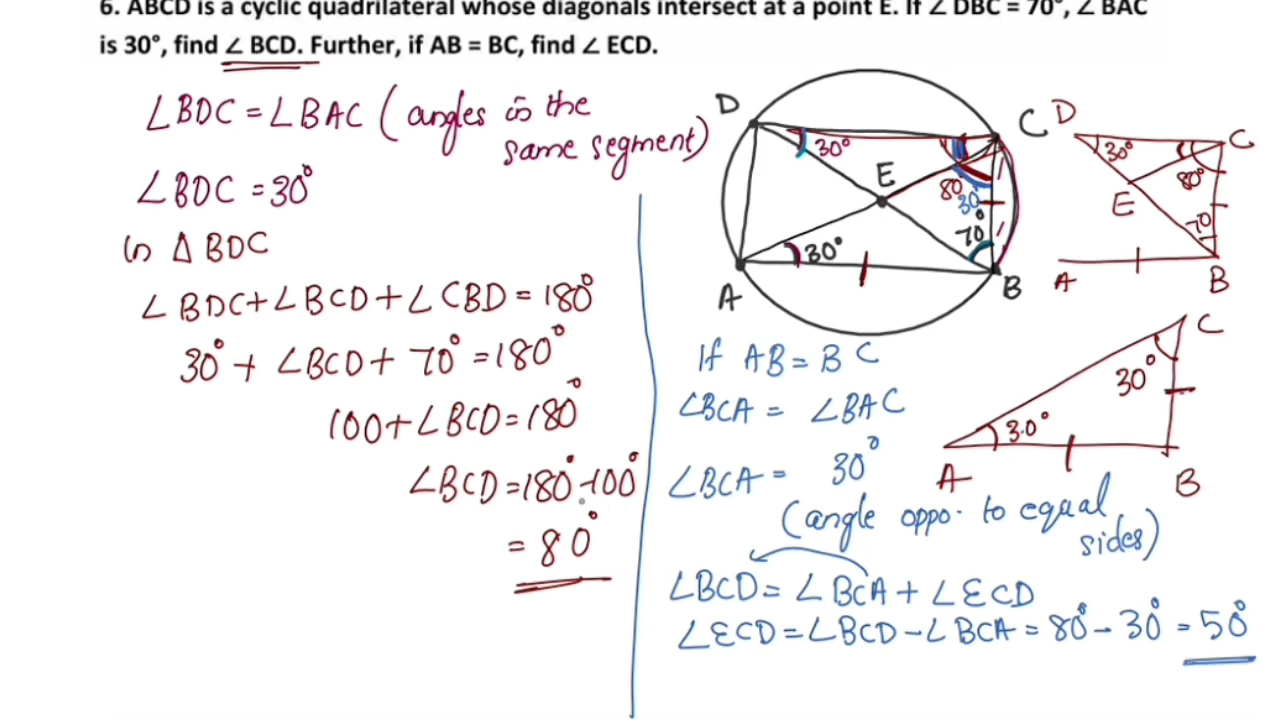 6. ABCD is a cyclic quadrilateral whose diagonals intersect at a point E. If ∠ DBC = 70°, ∠ BAC
is 30°, find ∠ BCD. Further, if AB = BC, find ∠ ECD.
∠BDC = ∠BAC ( angles in the
same segment)
∠BDC = 30°
In Δ BDC
∠ BDC + ∠BCD + ∠ CBD = 180°
30° + ∠BCD + 70° = 180°
100 + ∠BCD = 180°
∠BCD = 180° - 100°
= 80°
D
C
30°
E
80
30
70°
30°
A
B
D
C
30°
80°
E
70
A
B
If AB = BC
∠BCA = ∠BAC
∠BCA = 30°
(angle oppo. to equal
sides)
C
30°
30°
A
B
∠BCD = ∠BCA + ∠ECD
∠ECD = ∠BCD - ∠BCA = 80° - 30° = 50°